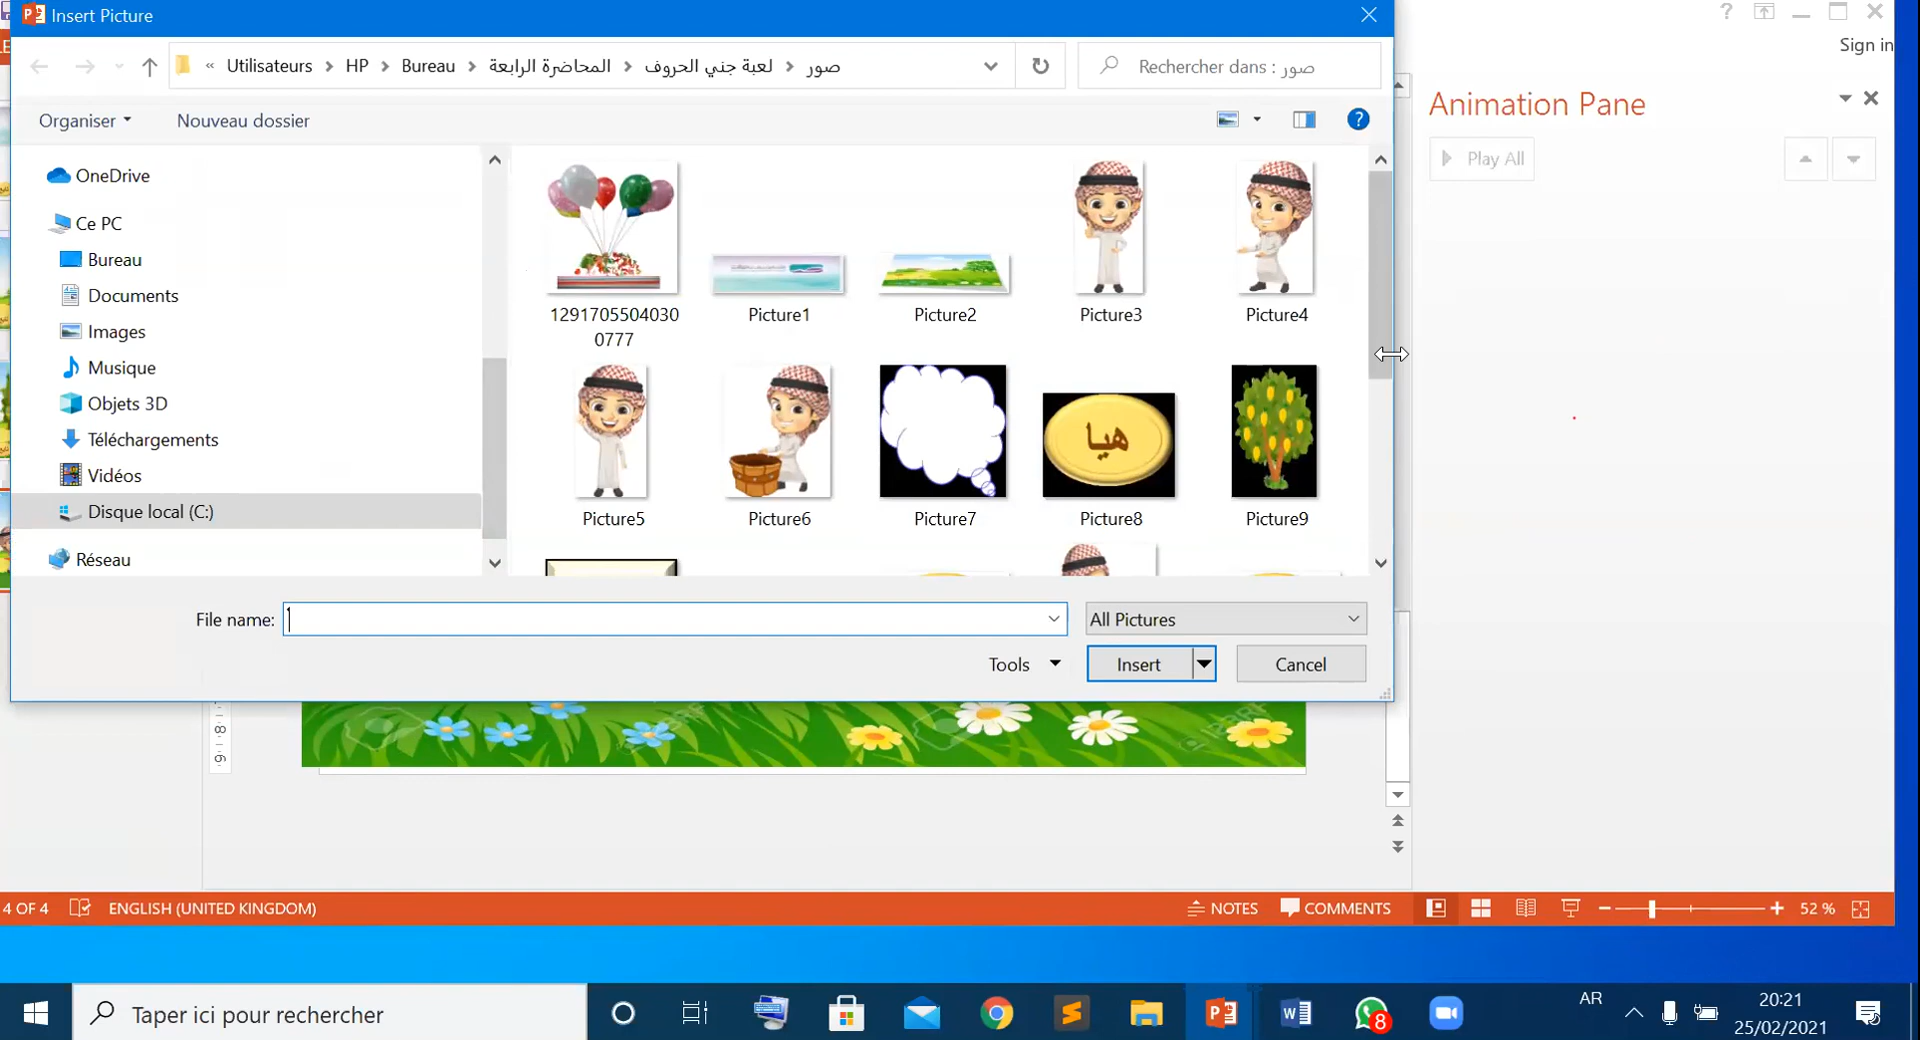 Insert Picture
Sign in
« Utilisateurs > HP > Bureau > المحاضرة الرابعة > لعبة جني الحروف > صور
Rechercher dans : صور
Organiser
Nouveau dossier
Animation Pane
Play All
OneDrive
Ce PC
Bureau
Documents
Images
Musique
Objets 3D
Téléchargements
Vidéos
Disque local (C:)
Réseau
1291705504030
0777
Picture1
Picture2
Picture3
Picture4
هيا
Picture5
Picture6
Picture7
Picture8
Picture9
File name:
All Pictures
Tools
Insert
Cancel
8
6
4 OF 4
ENGLISH (UNITED KINGDOM)
NOTES
COMMENTS
52 %
Taper ici pour rechercher
8
AR
20:21
25/02/2021